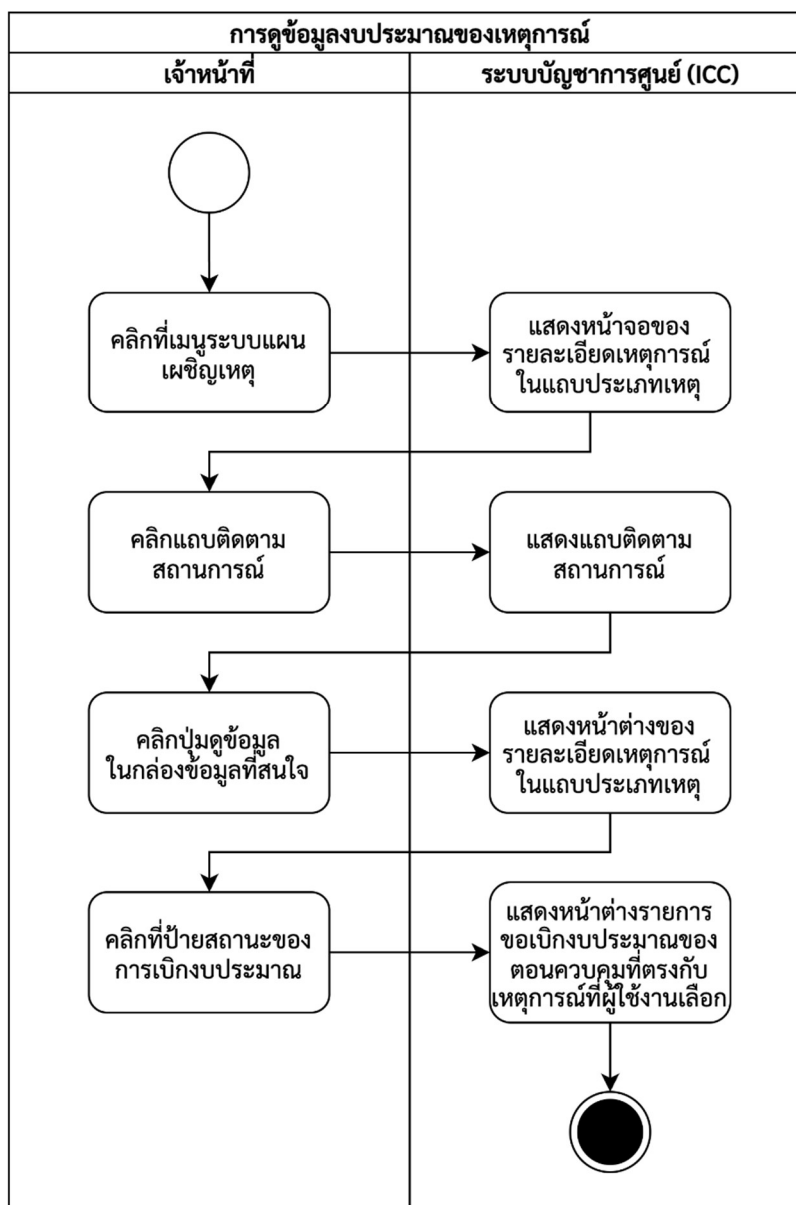 การดูข้อมูลงบประมาณของเหตุการณ์
เจ้าหน้าที่
ระบบบัญชาการศูนย์ (ICC)
คลิกที่เมนูระบบแผน
เผชิญเหตุ
แสดงหน้าจอของ
รายละเอียดเหตุการณ์
ในแถบประเภทเหตุ
คลิกแถบติดตาม
สถานการณ์
แสดงแถบติดตาม
สถานการณ์
คลิกปุ่มดูข้อมูล
ในกล่องข้อมูลที่สนใจ
แสดงหน้าต่างของ
รายละเอียดเหตุการณ์
ในแถบประเภทเหตุ
คลิกที่ป้ายสถานะของ
การเบิกงบประมาณ
แสดงหน้าต่างรายการ
ขอเบิกงบประมาณของ
ตอนควบคุมที่ตรงกับ
เหตุการณ์ที่ผู้ใช้งานเลือก